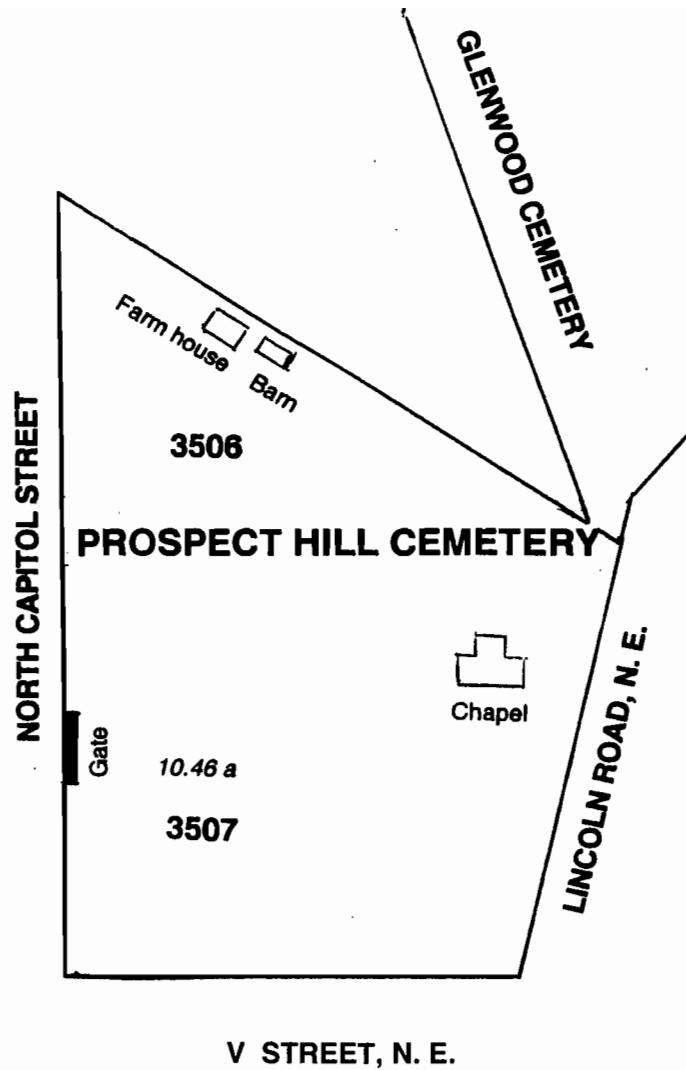 GLENWOOD CEMETERY
Farm house
Barn
3506
NORTH CAPITOL STREET
PROSPECT HILL CEMETERY
Chapel
LINCOLN ROAD, N. E.
Gate
10.46 a
3507
V STREET, N. E.